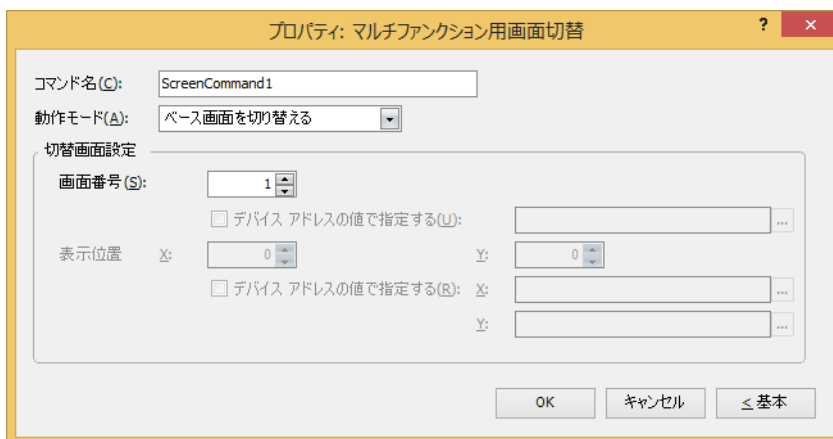 プロパティ: マルチファンクション用画面切替 ? ×
コマンド名(C): ScreenCommand1
動作モード(A): ベース画面を切り替える
切替画面設定
画面番号(S): 1
デバイス アドレスの値で指定する(U): ...
表示位置 X: 0 Y: 0
デバイス アドレスの値で指定する(R): X: ...
Y: ...
OK キャンセル < 基本